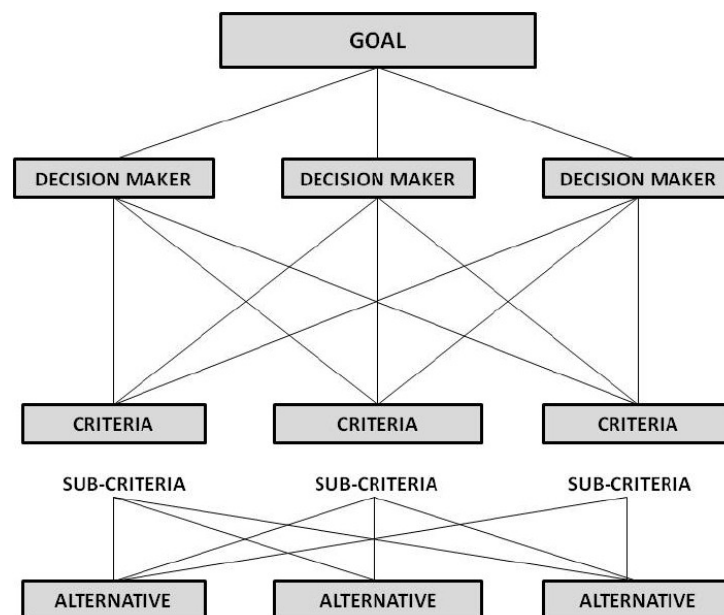 GOAL
DECISION MAKER DECISION MAKER DECISION MAKER
CRITERIA CRITERIA CRITERIA
SUB-CRITERIA SUB-CRITERIA SUB-CRITERIA
ALTERNATIVE ALTERNATIVE ALTERNATIVE